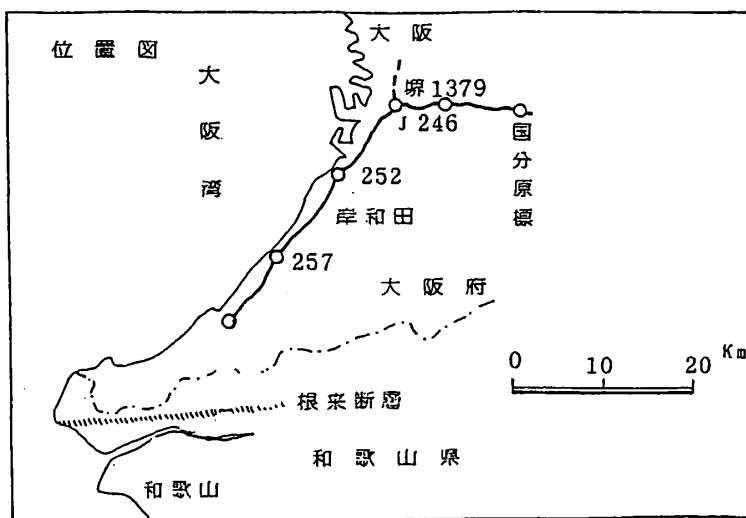 位置図
大阪
大阪湾
堺 1379
J 246
国分原標
252
岸和田
257
大阪府
0 10 20 Km
根来断層
和歌山県
和歌山